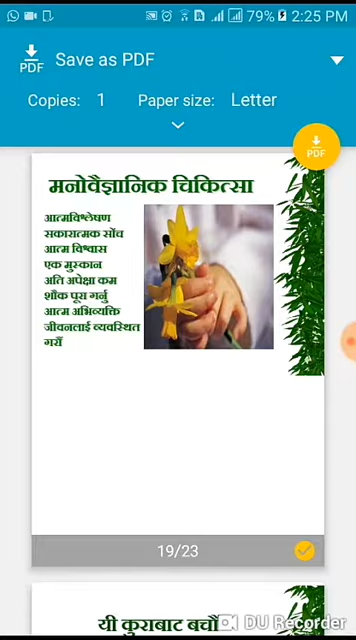 79% 2:25 PM
PDF Save as PDF
Copies: 1 Paper size: Letter
PDF
मनोवैज्ञानिक चिकित्सा
आत्मविश्लेषण
सकारात्मक सोंच
आत्म विश्वास
एक मुस्कान
अति अपेक्षा कम
शौक पूरा गर्नु
आत्म अभिव्यक्ति
जीवनलाई व्यवस्थित
गरौँ
19/23
यी कुराबाट बचौं
DU Recorder